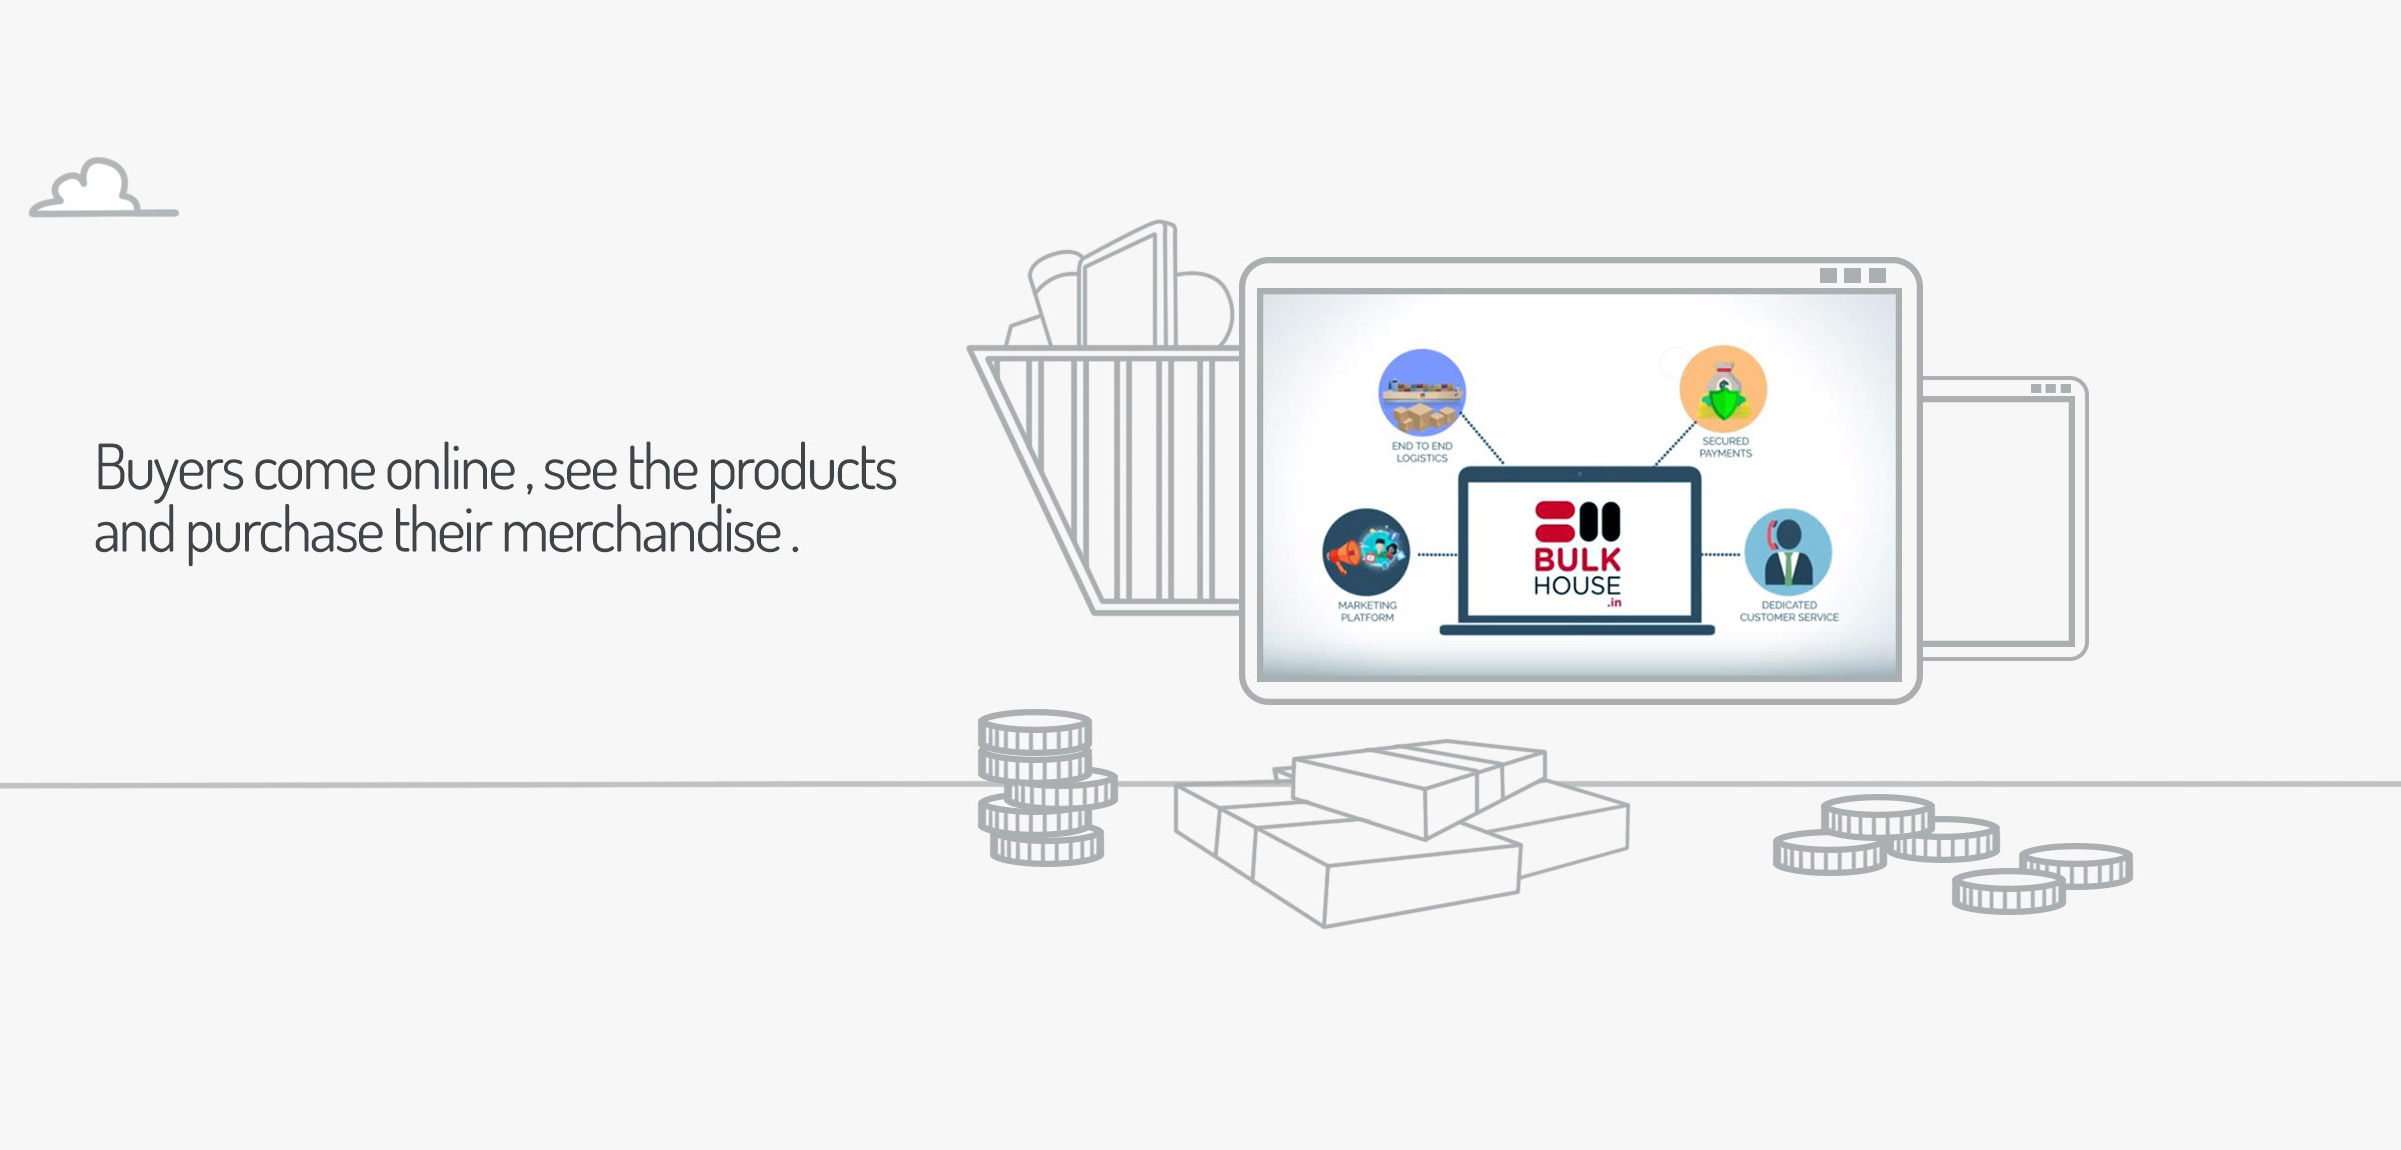 Buyers come online , see the products
and purchase their merchandise .
END TO END
LOGISTICS
SECURED
PAYMENTS
BULK
HOUSE
.in
MARKETING
PLATFORM
DEDICATED
CUSTOMER SERVICE